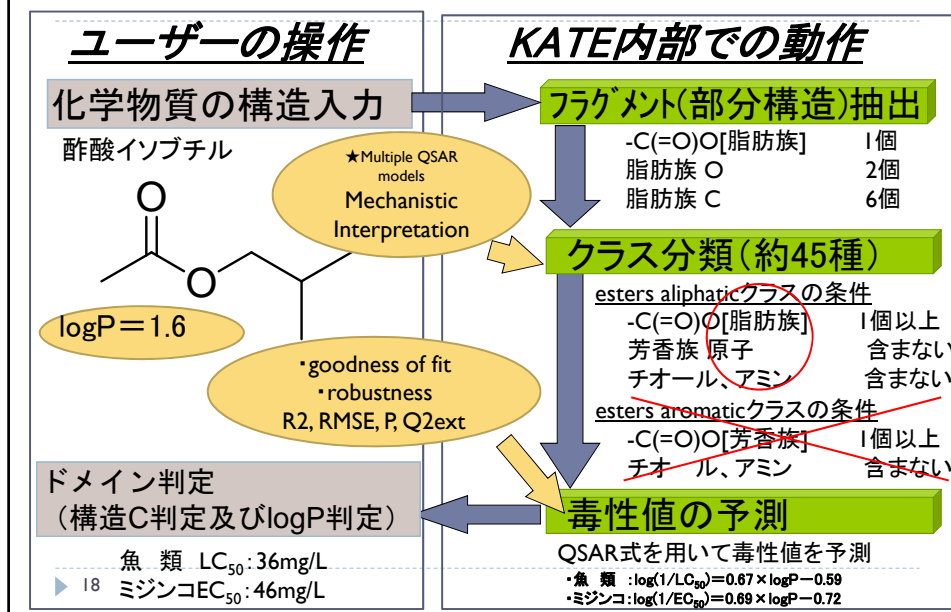 ユーザーの操作
化学物質の構造入力
酢酸イソブチル
O
O
logP＝1.6
★Multiple QSAR
models
Mechanistic
Interpretation
・goodness of fit
・robustness
R2, RMSE, P, Q2ext
ドメイン判定
（構造C判定及びlogP判定）
魚 類 LC50：36mg/L
ミジンコEC50：46mg/L
18
KATE内部での動作
フラグメント(部分構造)抽出
-C(=O)O[脂肪族] 1個
脂肪族 O 2個
脂肪族 C 6個
クラス分類（約45種）
esters aliphaticクラスの条件
-C(=O)O[脂肪族] 1個以上
芳香族 原子 含まない
チオール、アミン 含まない
esters aromaticクラスの条件
-C(=O)O[芳香族] 1個以上
チオール、アミン 含まない
毒性値の予測
QSAR式を用いて毒性値を予測
・魚 類 :log(1/LC50)＝0.67×logP－0.59
・ミジンコ:log(1/EC50)＝0.69×logP－0.72